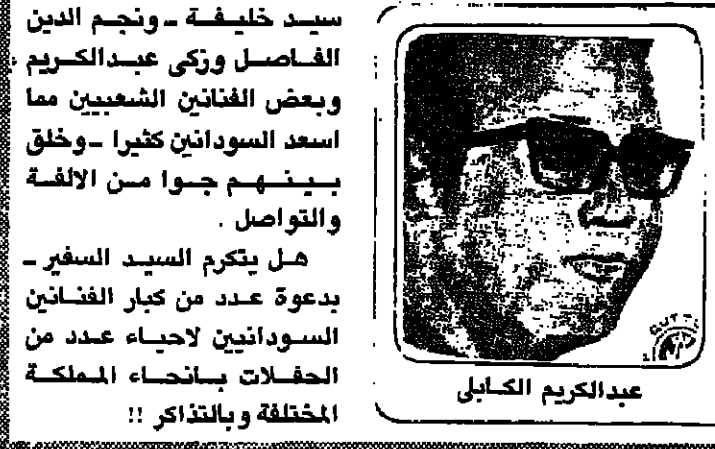 سيد خليفة ـ ونجم الدين
الفاصل وزكى عبدالكريم
وبعض الفنانين الشعبيين مما
اسعد السودانين كثيرا ـ وخلق
بينهم جوا من الالفة
والتواصل .
هل يتكرم السيد السفير ـ
بدعوة عدد من كبار الفنانين
السودانيين لاحياء عدد من
الحفلات بانحاء المملكة
المختلفة وبالتذاكر !!
عبدالكريم الكابلى